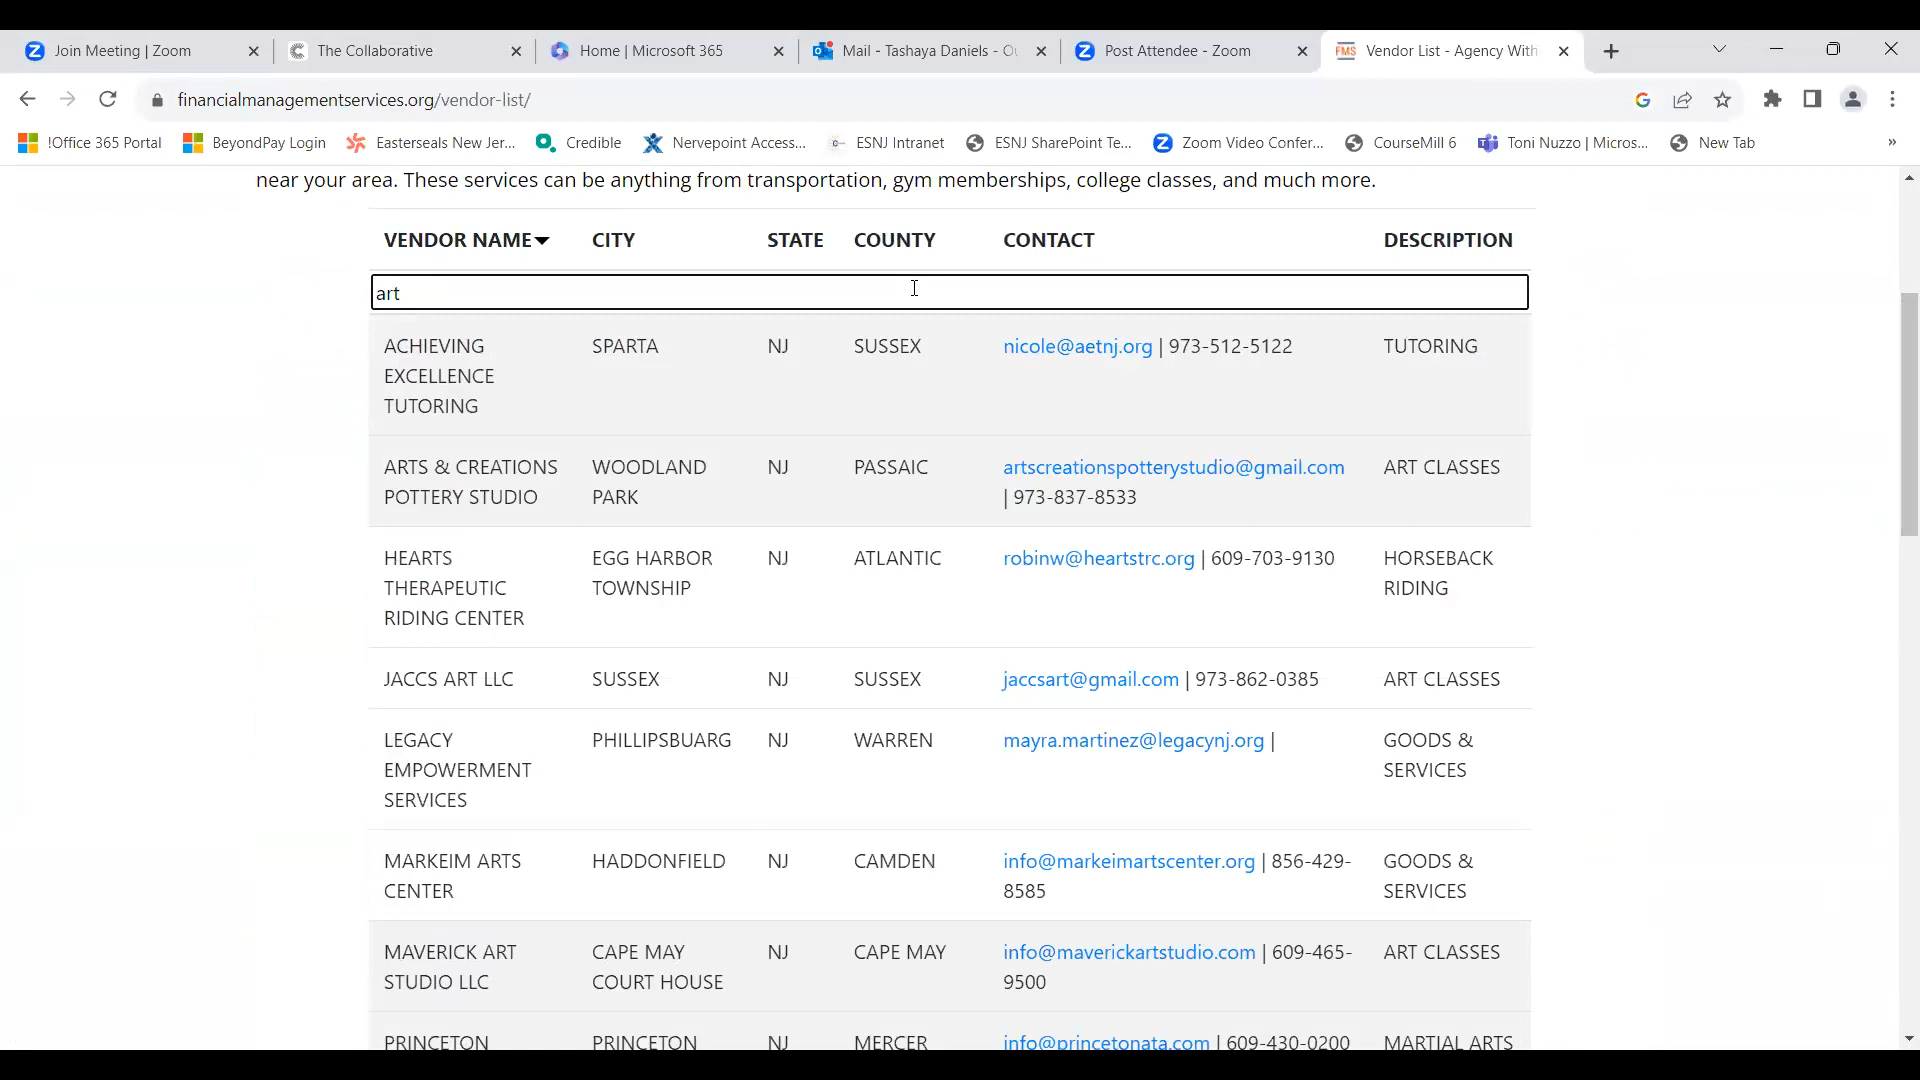 Join Meeting | Zoom
The Collaborative
Home | Microsoft 365
Mail - Tashaya Daniels - Ou
Post Attendee - Zoom
FMS Vendor List - Agency With
financialmanagementservices.org/vendor-list/
!Office 365 Portal
BeyondPay Login
Easterseals New Jer...
Credible
Nervepoint Access...
ESNJ Intranet
ESNJ SharePoint Te...
Zoom Video Confer...
CourseMill 6
Toni Nuzzo | Micros...
New Tab
»
near your area. These services can be anything from transportation, gym memberships, college classes, and much more.
VENDOR NAME CITY STATE COUNTY CONTACT DESCRIPTION
art
ACHIEVING SPARTA NJ SUSSEX nicole@aetnj.org | 973-512-5122 TUTORING
EXCELLENCE
TUTORING
ARTS & CREATIONS WOODLAND NJ PASSAIC artscreationspotterystudio@gmail.com ART CLASSES
POTTERY STUDIO PARK | 973-837-8533
HEARTS EGG HARBOR NJ ATLANTIC robinw@heartstrc.org | 609-703-9130 HORSEBACK
THERAPEUTIC TOWNSHIP RIDING
RIDING CENTER
JACCS ART LLC SUSSEX NJ SUSSEX jaccsart@gmail.com | 973-862-0385 ART CLASSES
LEGACY PHILLIPSBUARG NJ WARREN mayra.martinez@legacynj.org | GOODS &
EMPOWERMENT SERVICES
SERVICES
MARKEIM ARTS HADDONFIELD NJ CAMDEN info@markeimartscenter.org | 856-429- GOODS &
CENTER 8585 SERVICES
MAVERICK ART CAPE MAY NJ CAPE MAY info@maverickartstudio.com | 609-465- ART CLASSES
STUDIO LLC COURT HOUSE 9500
PRINCETON PRINCETON NJ MERCER info@princetonata.com | 609-430-0200 MARTIAL ARTS